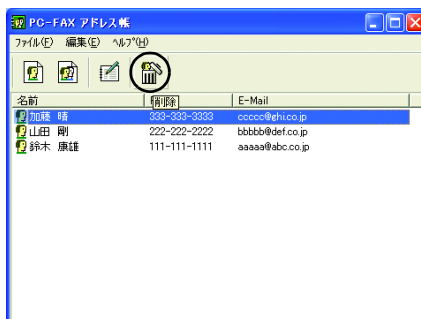 PC-FAX アドレス帳
ファイル(F) 編集(E) ヘルプ(H)
名前 削除 E-Mail
加藤 晴 333-333-3333 ccccc@ghi.co.jp
山田 剛 222-222-2222 bbbbb@def.co.jp
鈴木 康雄 111-111-1111 aaaaa@abc.co.jp